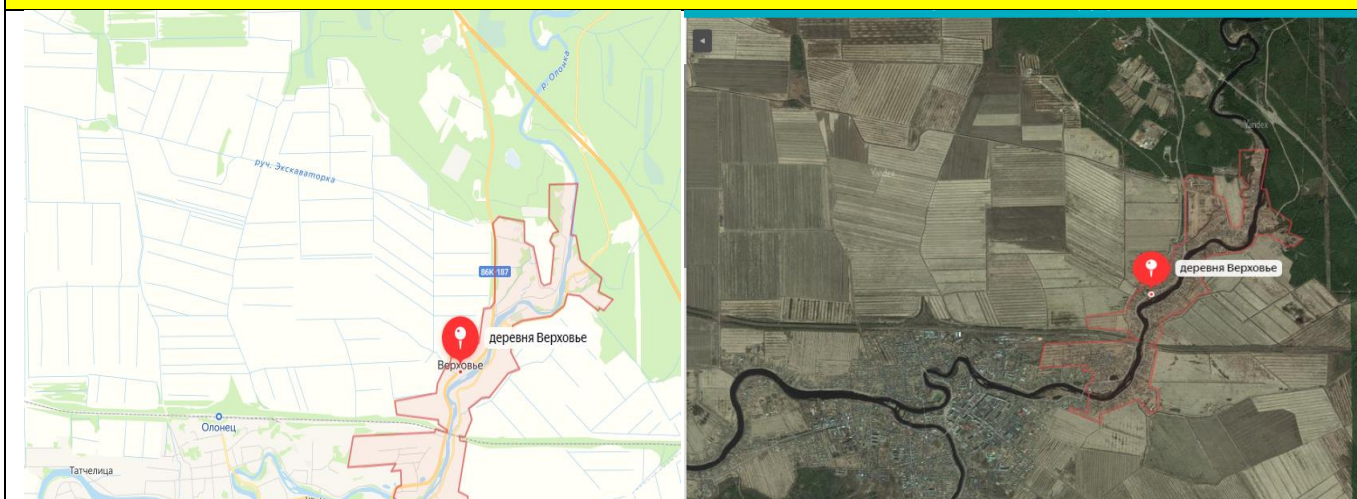 р. Олонка
руч. Экскаваторка
86К-187
деревня Верховье
Верховье
Олонец
Татчелица
Yandex
Yandex
деревня Верховье